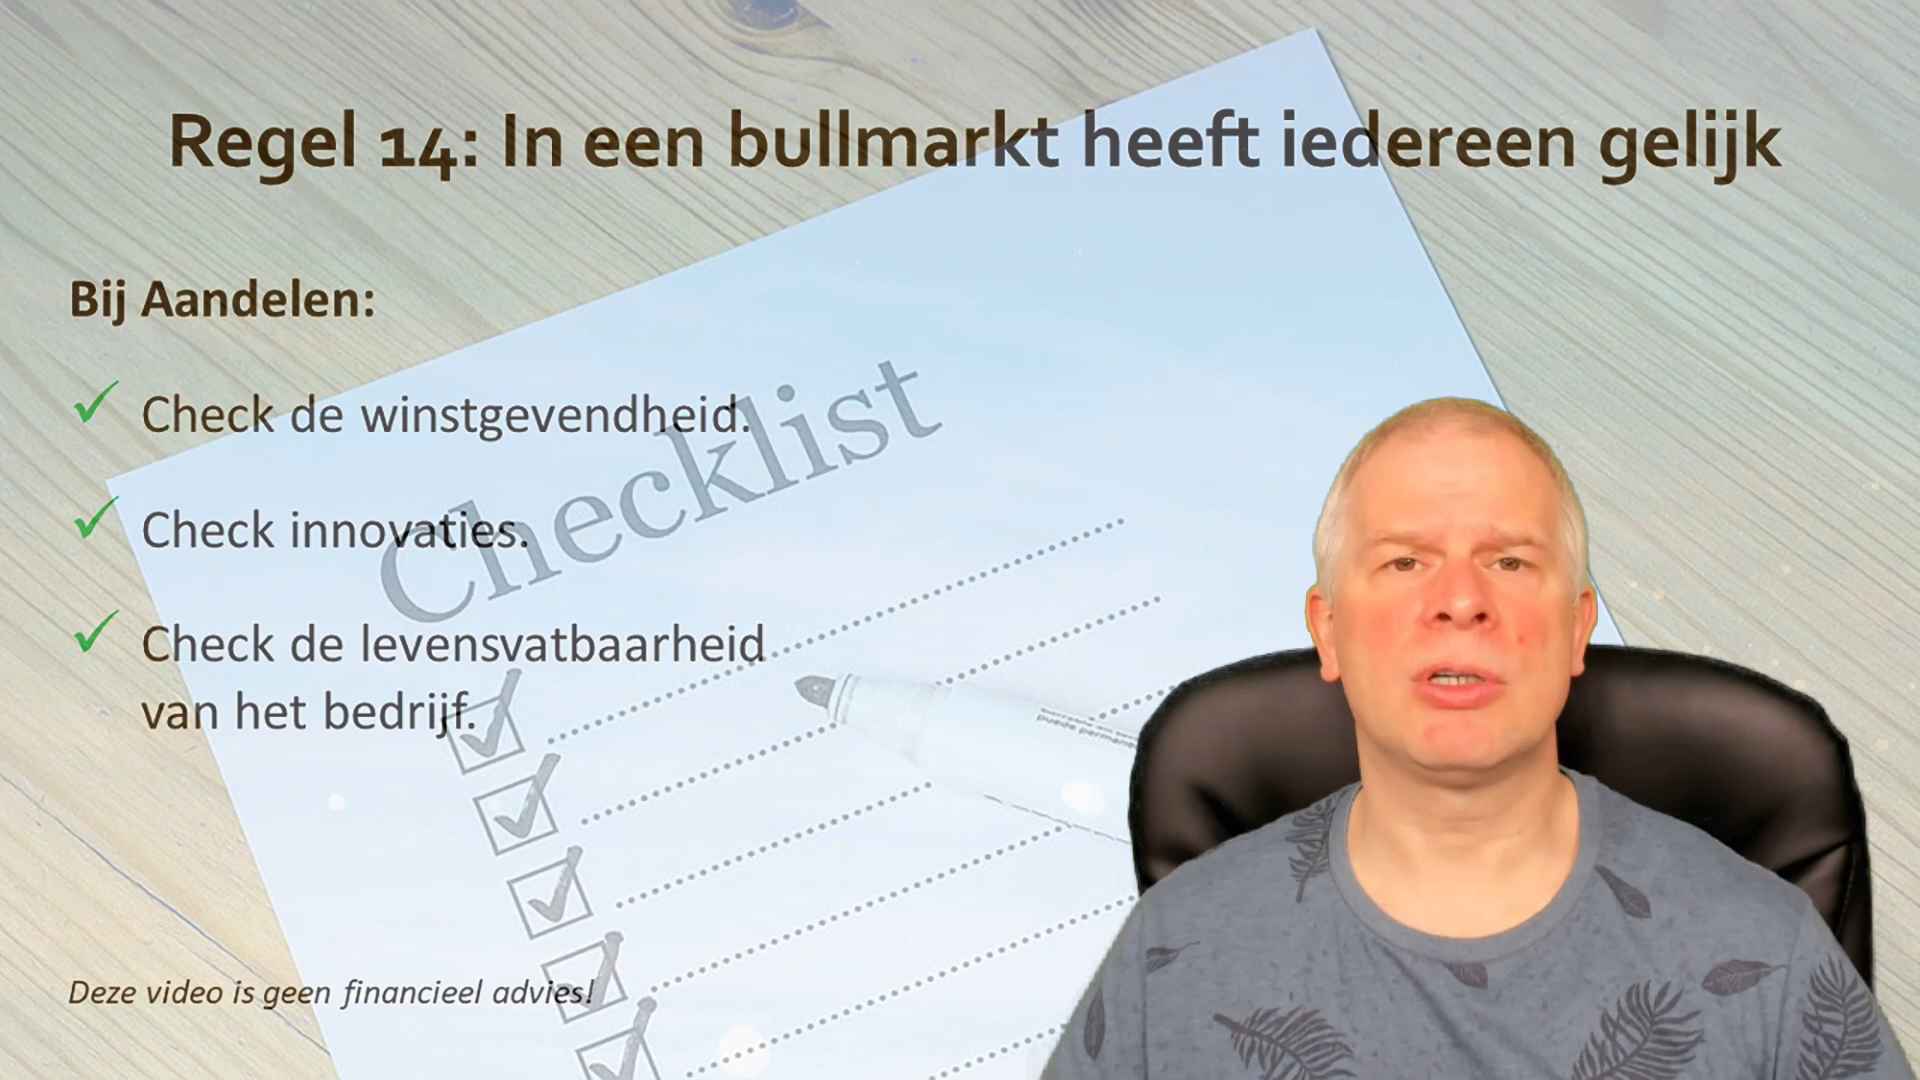 Regel 14: In een bullmarkt heeft iedereen gelijk
Bij Aandelen:
Check de winstgevendheid.
Checklist
Check innovaties.
Check de levensvatbaarheid
van het bedrijf.
Deze video is geen financieel advies!